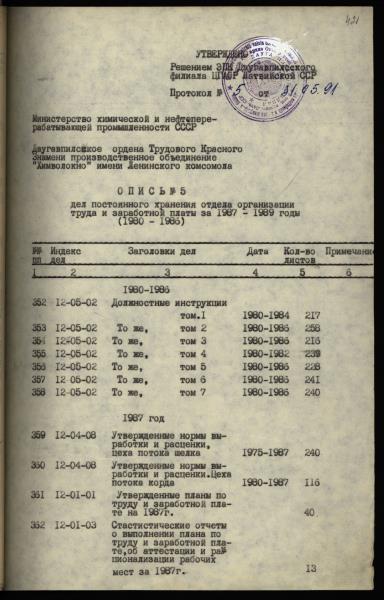 421
УТВЕРЖДЕНО
Решением ЭПК Даугавпилсского
филиала ЦГАОР Латвийской ССР
Протокол № 5 от 31.05.91
Министерство химической и нефтепере-
рабатывающей промышленности СССР
Даугавпилсское ордена Трудового Красного
Знамени производственное объединение
"Химволокно" имени Ленинского комсомола
О П И С Ь № 5
дел постоянного хранения отдела организации
труда и заработной платы за 1987 - 1989 годы
(1980 - 1986)
№№ Индекс Заголовки дел Дата Кол-во Примечание
пп дел листов
1 2 3 4 5 6
1980-1986
352 12-05-02 Должностные инструкции
том.1 1980-1984 217
353 12-05-02 То же, том 2 1980-1986 258
354 12-05-02 То же, том 3 1980-1986 216
355 12-05-02 То же, том 4 1980-1982 239
356 12-05-02 То же, том 5 1980-1986 228
357 12-05-02 То же, том 6 1980-1986 241
358 12-05-02 То же, том 7 1980-1986 240
1987 год
359 12-04-08 Утвержденные нормы вы-
работки и расценки,
цеха потока шелка 1975-1987 240
360 12-04-08 Утвержденные нормы вы-
работки и расценки.Цеха
потока корда 1980-1987 116
361 12-01-01 Утвержденные планы по
труду и заработной пла-
те на 1987г. 40
362 12-01-03 Стастистические отчеты
о выполнении плана по
труду и заработной пла-
те,об аттестации и ра-
ционализации рабочих
мест за 1987г. 13